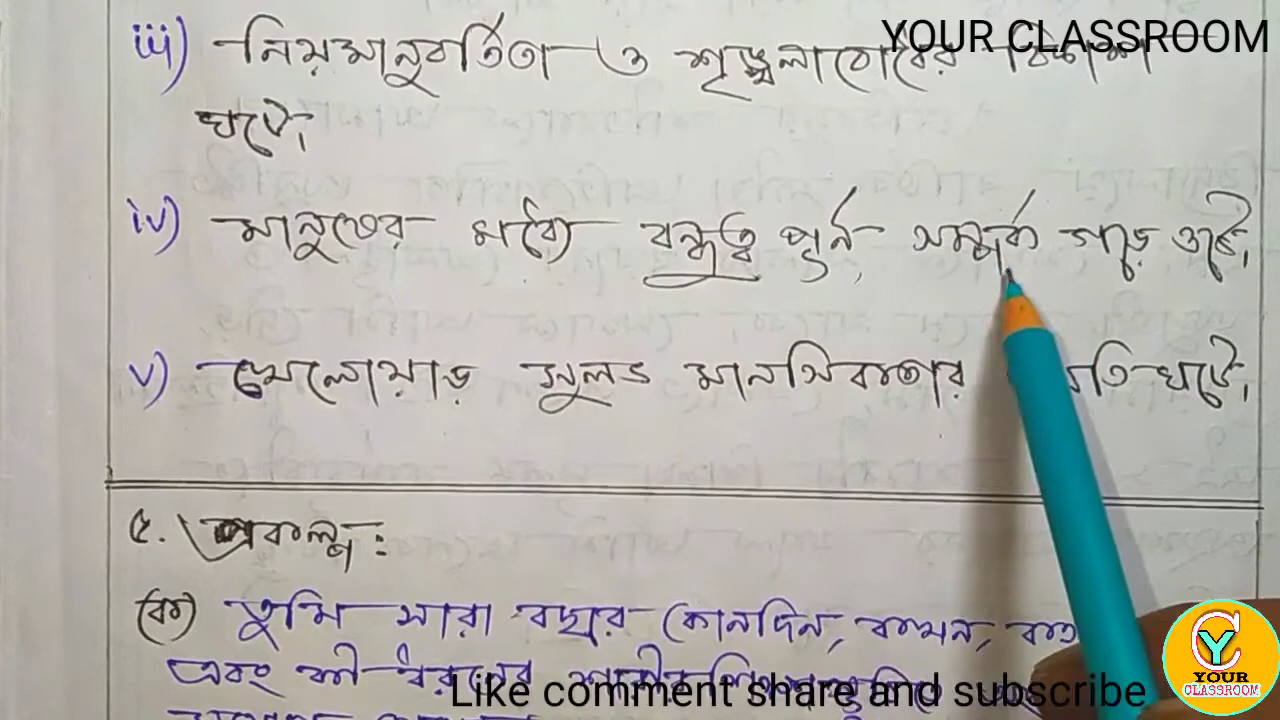 YOUR CLASSROOM
iii) নিয়মানুবর্তিতা ও শৃঙ্খলাবোধের বিকাশ
ঘটে।
iv) মানুষের মধ্যে বন্ধুত্ব পূর্ন সম্পর্ক গড়ে ওঠে।
v) খেলোয়াড় সুলভ মানসিকতার ঘটে।
৫. প্রকল্প :
(ক) তুমি সারা বছর কোনদিন, কখন, কত
এবং কী ধরনের
Like comment share and subscribe
YOUR
CLASSROOM